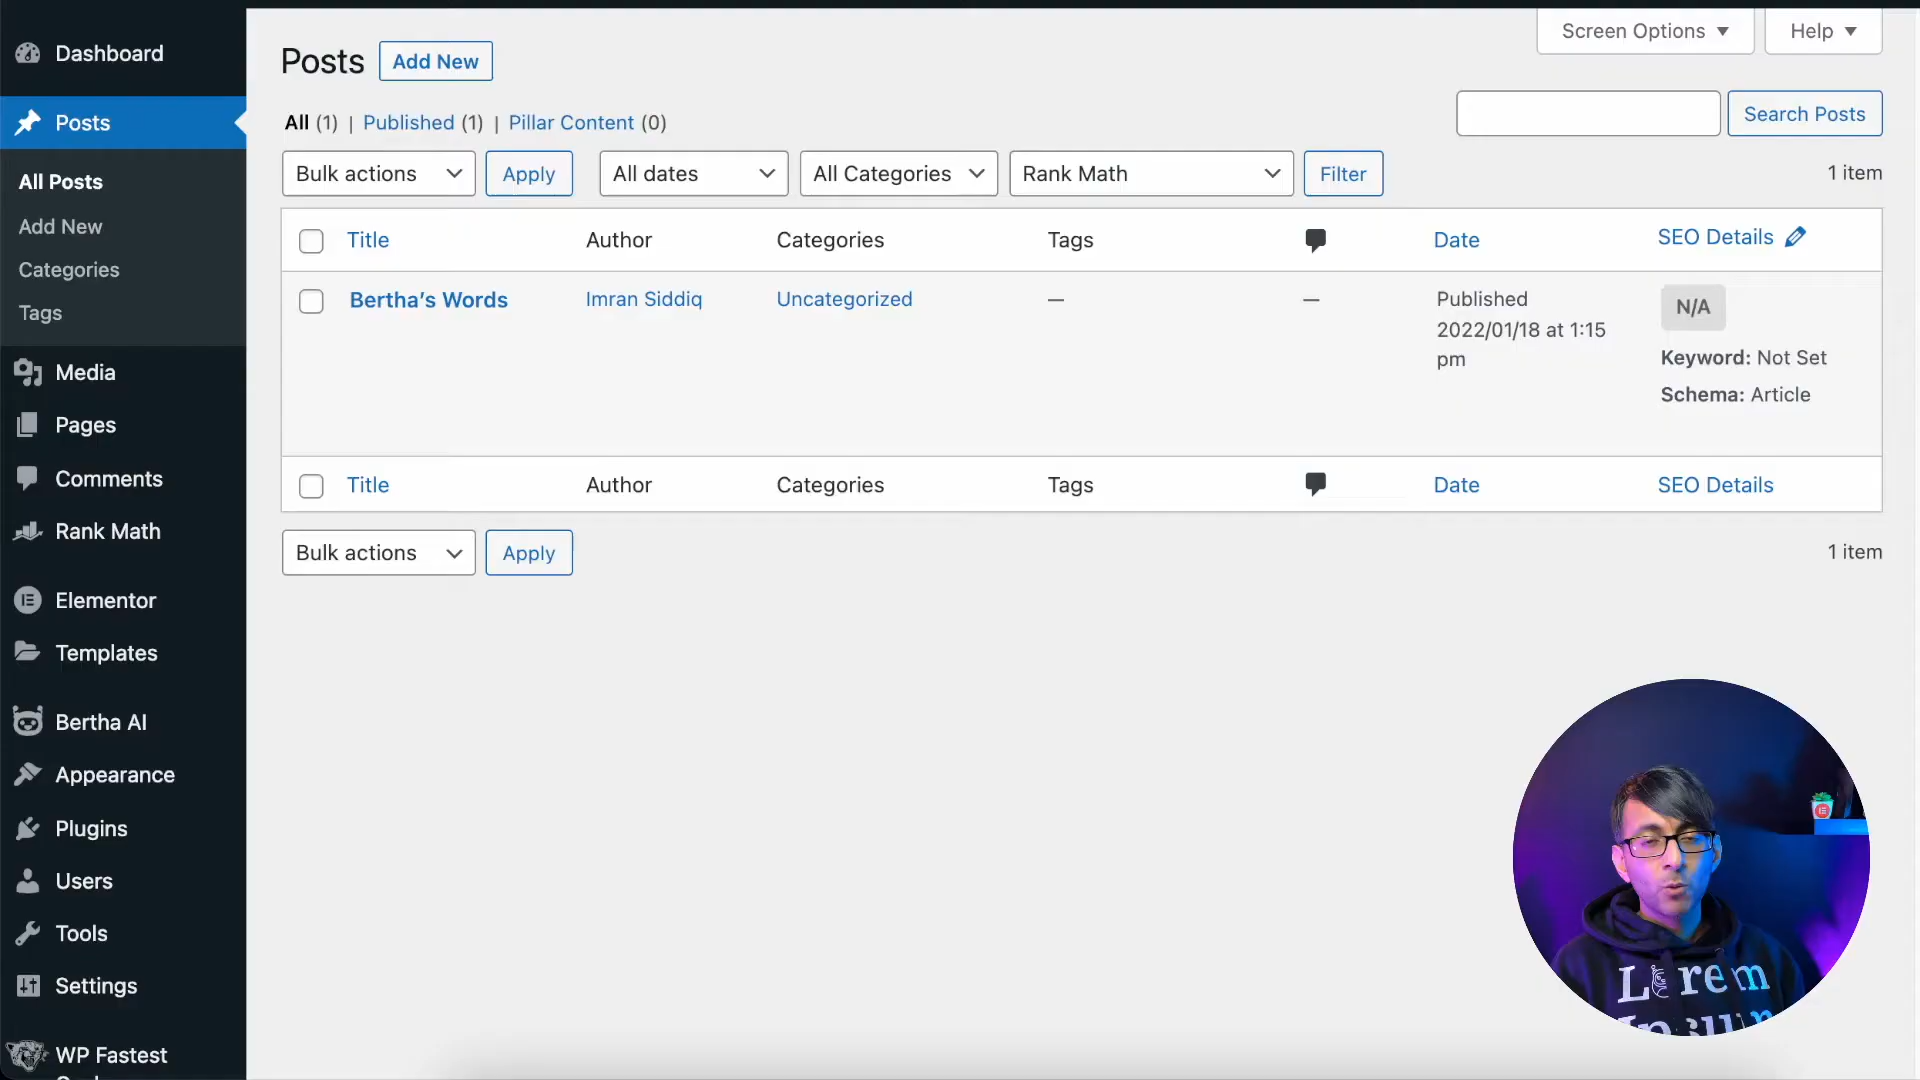 Dashboard
Posts
All Posts
Add New
Categories
Tags
Media
Pages
Comments
Rank Math
Elementor
Templates
Bertha AI
Appearance
Plugins
Users
Tools
Settings
WP Fastest
Screen Options ▼
Help ▼
Posts Add New
All (1) | Published (1) | Pillar Content (0)
Search Posts
Bulk actions Apply All dates All Categories Rank Math Filter 1 item
Title Author Categories Tags Date SEO Details
Bertha’s Words Imran Siddiq Uncategorized — — Published N/A
2022/01/18 at 1:15
pm
Keyword: Not Set
Schema: Article
Title Author Categories Tags Date SEO Details
Bulk actions Apply 1 item
Lorem
Ipsum